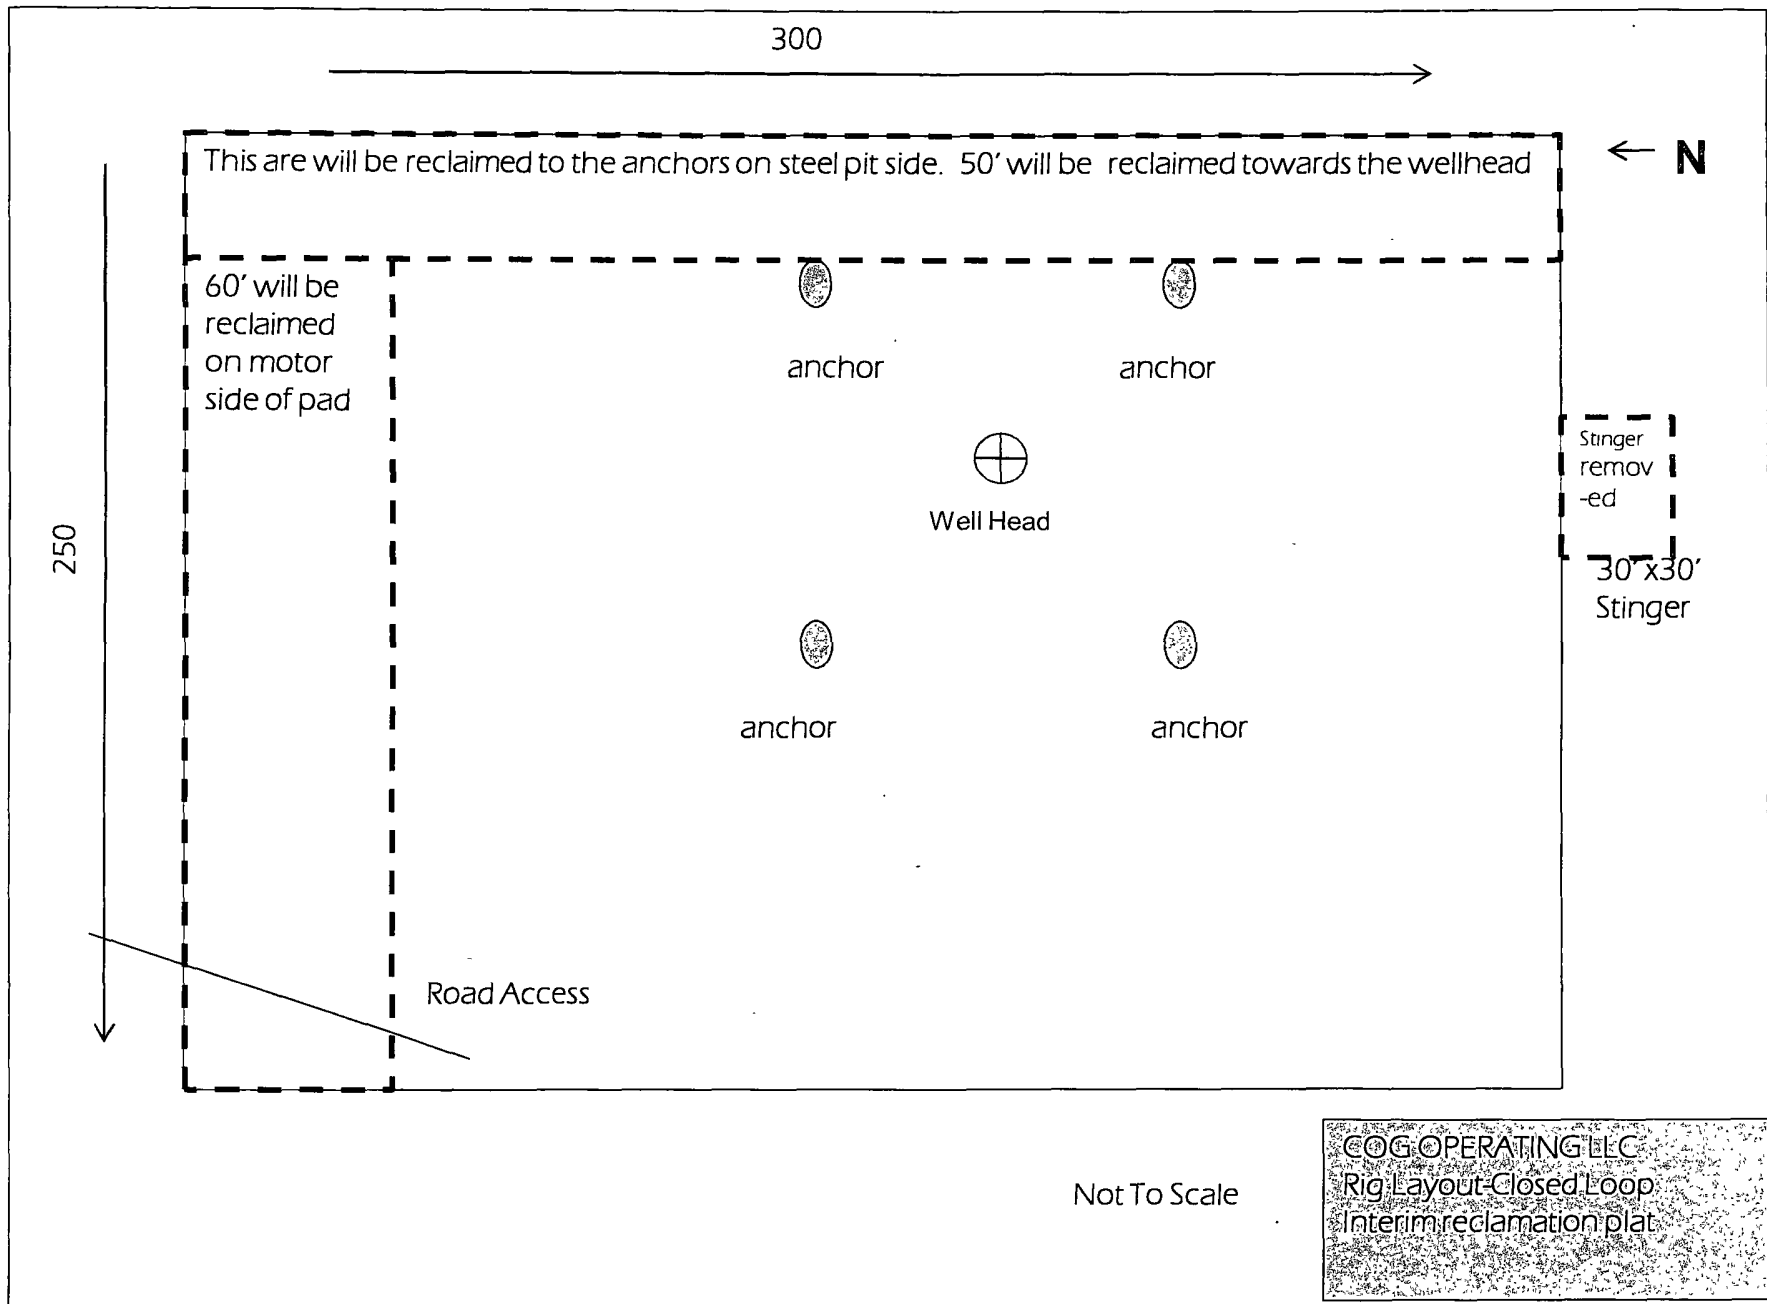 300
This are will be reclaimed to the anchors on steel pit side. 50' will be reclaimed towards the wellhead
← N
60' will be
reclaimed
on motor
side of pad
anchor
anchor
Stinger
remov
-ed
Well Head
250
30'x30'
Stinger
anchor
anchor
Road Access
Not To Scale
COG OPERATING LLC
Rig Layout-Closed Loop
Interim reclamation plat